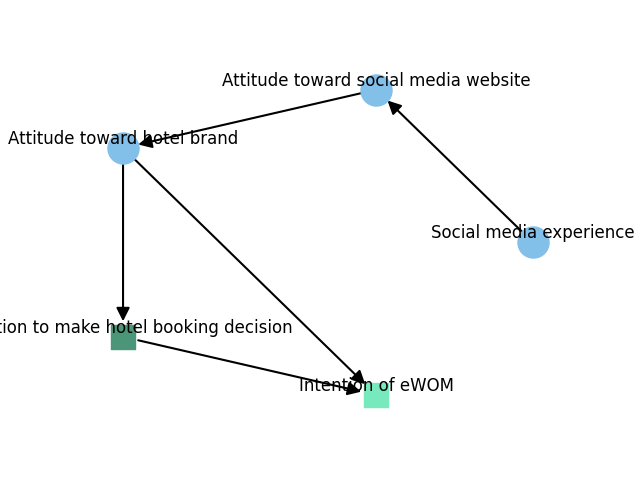 Attitude toward social media website
Attitude toward hotel brand
Social media experience
tion to make hotel booking decision
Intention of eWOM